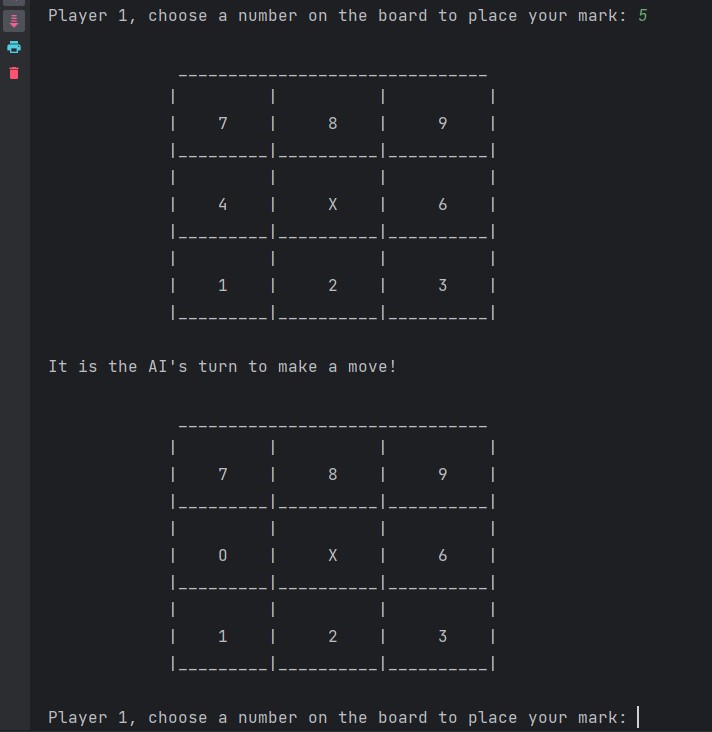 Player 1, choose a number on the board to place your mark: 5
 _______________________________
|         |          |          |
|    7    |     8    |     9    |
|_________|__________|__________|
|         |          |          |
|    4    |     X    |     6    |
|_________|__________|__________|
|         |          |          |
|    1    |     2    |     3    |
|_________|__________|__________|
It is the AI's turn to make a move!
 _______________________________
|         |          |          |
|    7    |     8    |     9    |
|_________|__________|__________|
|         |          |          |
|    O    |     X    |     6    |
|_________|__________|__________|
|         |          |          |
|    1    |     2    |     3    |
|_________|__________|__________|
Player 1, choose a number on the board to place your mark: